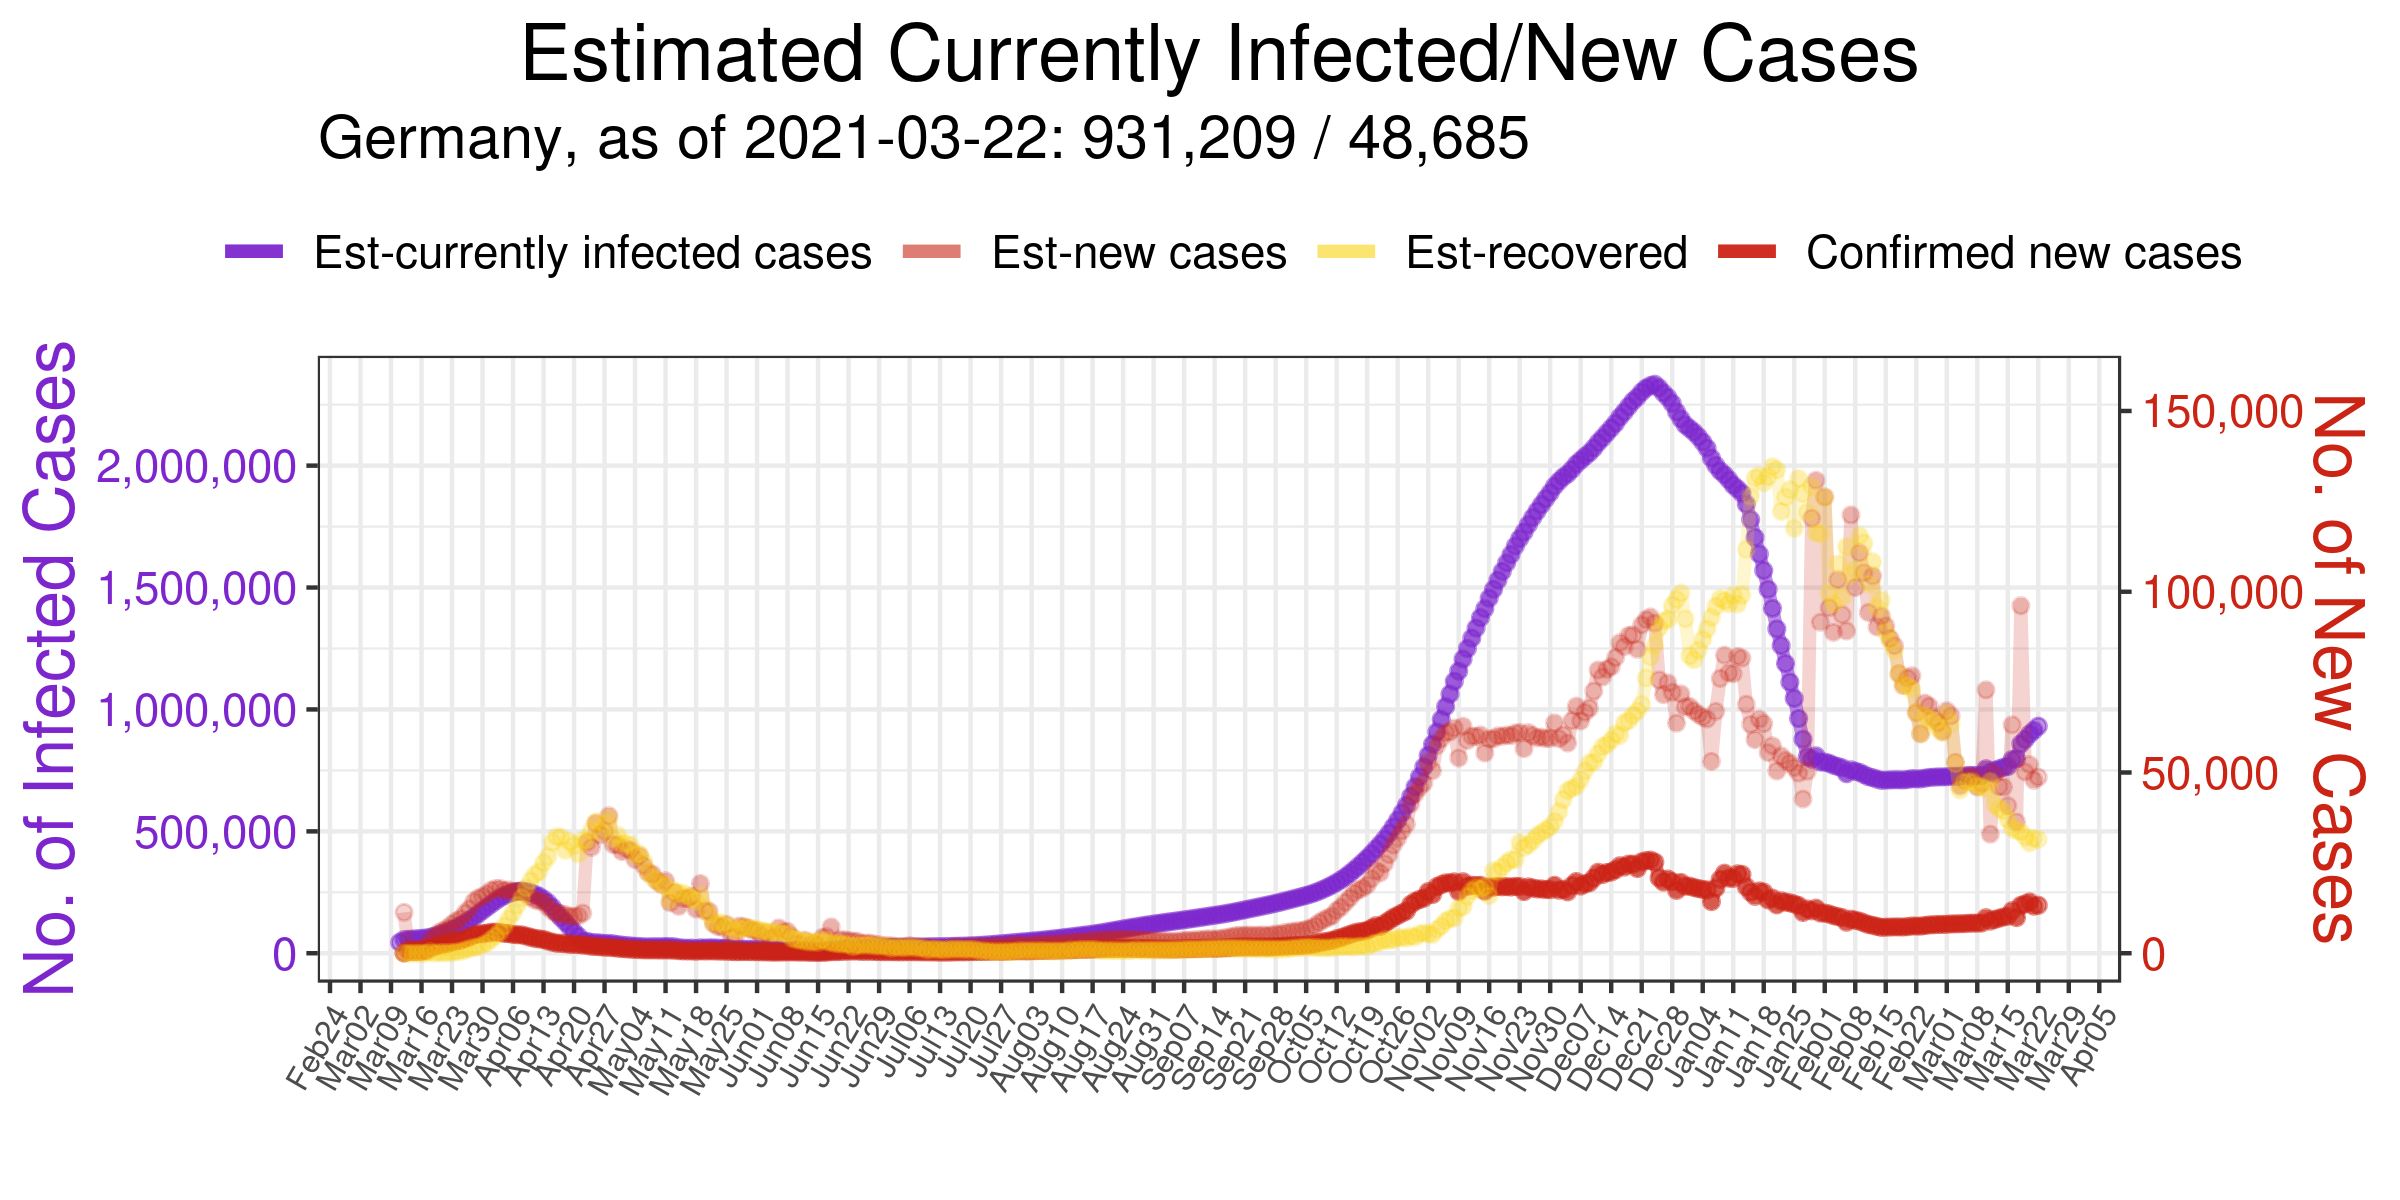 Estimated Currently Infected/New Cases
Germany, as of 2021-03-22: 931,209 / 48,685
Est-currently infected cases
Est-new cases
Est-recovered
Confirmed new cases
No. of Infected Cases
2,000,000
1,500,000
1,000,000
500,000
0
150,000
100,000
50,000
0
No. of New Cases
Feb24
Mar02
Mar09
Mar16
Mar23
Mar30
Apr06
Apr13
Apr20
Apr27
May04
May11
May18
May25
Jun01
Jun08
Jun15
Jun22
Jun29
Jul06
Jul13
Jul20
Jul27
Aug03
Aug10
Aug17
Aug24
Aug31
Sep07
Sep14
Sep21
Sep28
Oct05
Oct12
Oct19
Oct26
Nov02
Nov09
Nov16
Nov23
Nov30
Dec07
Dec14
Dec21
Dec28
Jan04
Jan11
Jan18
Jan25
Feb01
Feb08
Feb15
Feb22
Mar01
Mar08
Mar15
Mar22
Mar29
Apr05